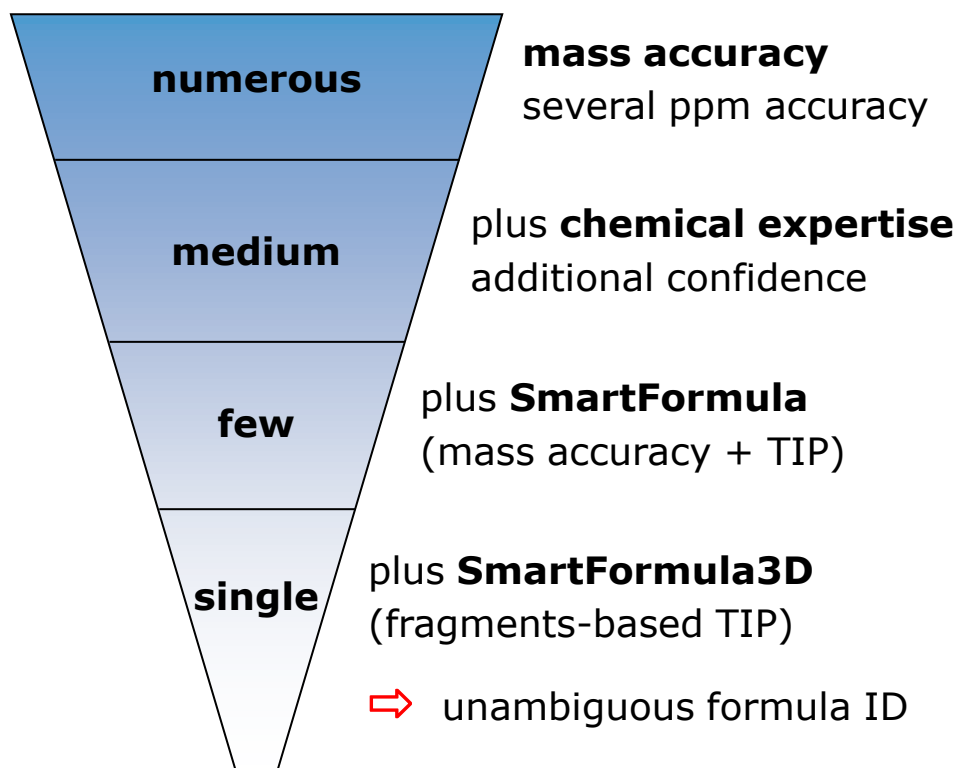 numerous
mass accuracy
several ppm accuracy
medium
plus chemical expertise
additional confidence
few
plus SmartFormula
(mass accuracy + TIP)
single
plus SmartFormula3D
(fragments-based TIP)
⇨ unambiguous formula ID